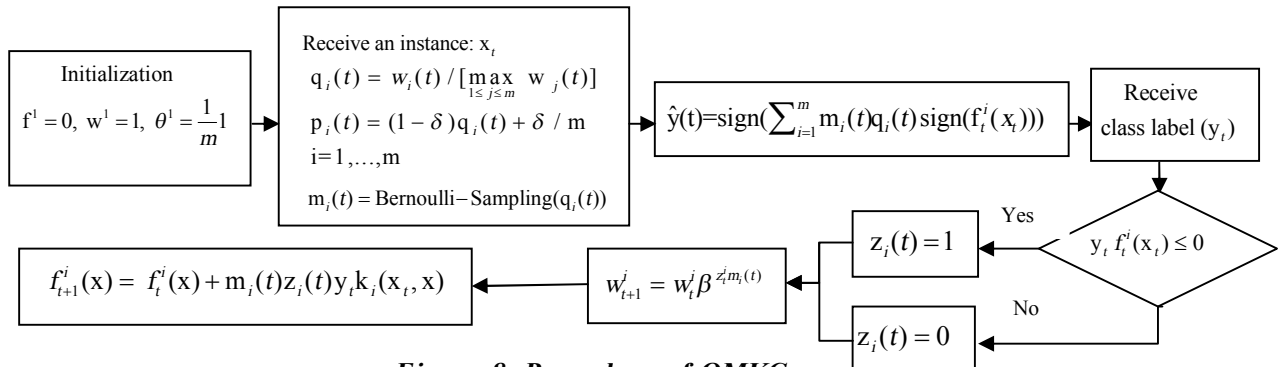 Initialization
f¹ = 0, w¹ = 1, θ¹ = 1/m 1
Receive an instance: x_t
q_i(t) = w_i(t) / [max_{1≤ j≤ m} w_j(t)]
p_i(t) = (1 − δ)q_i(t) + δ / m
i=1,...,m
m_i(t) = Bernoulli−Sampling(q_i(t))
ŷ(t)=sign(∑_{i=1}^{m} m_i(t)q_i(t)sign(f_t^i(x_t)))
Receive
class label (y_t)
y_t f_t^i(x_t) ≤ 0
Yes
z_i(t) = 1
No
z_i(t) = 0
w_{t+1}^i = w_t^i β^{z_t^i m_i(t)}
f_{t+1}^i(x) = f_t^i(x) + m_i(t)z_i(t)y_t k_i(x_t, x)